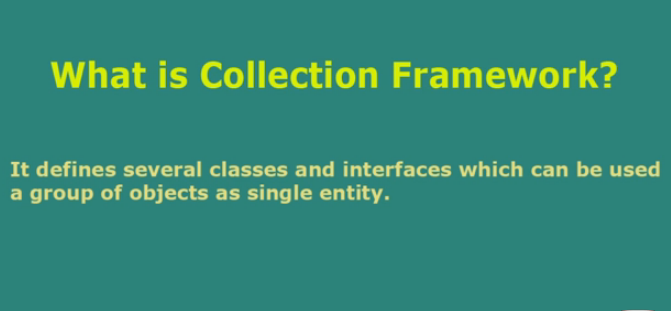 What is Collection Framework?
It defines several classes and interfaces which can be used
a group of objects as single entity.